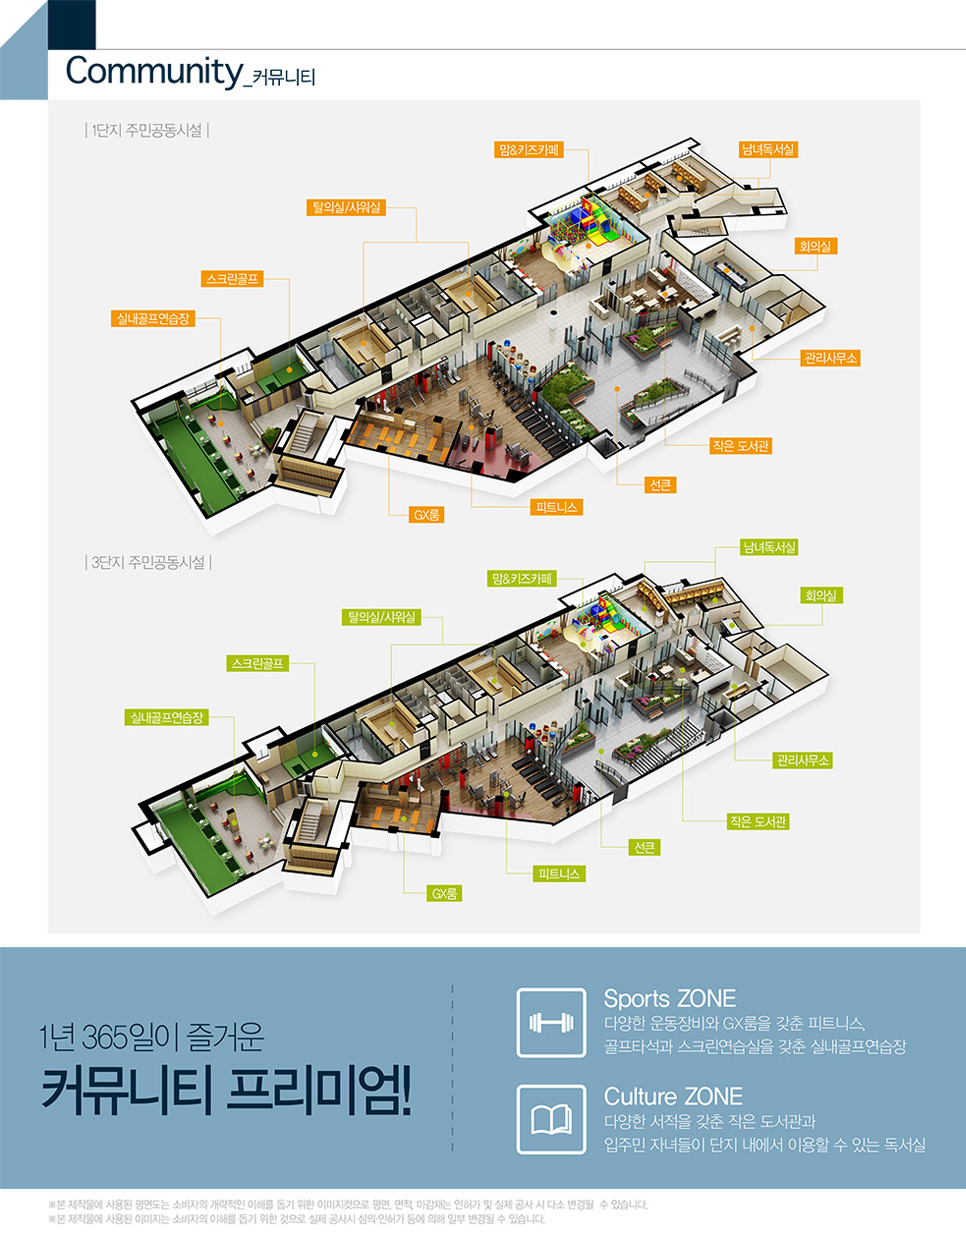 Community_커뮤니티
| 1단지 주민공동시설 |
맘&키즈카페
남녀독서실
탈의실/샤워실
회의실
스크린골프
실내골프연습장
관리사무소
작은 도서관
선큰
피트니스
GX룸
| 3단지 주민공동시설 |
남녀독서실
맘&키즈카페
회의실
탈의실/샤워실
스크린골프
실내골프연습장
관리사무소
작은 도서관
선큰
피트니스
GX룸
1년 365일이 즐거운
커뮤니티 프리미엄!
Sports ZONE
다양한 운동장비와 GX룸을 갖춘 피트니스,
골프타석과 스크린연습실을 갖춘 실내골프연습장
Culture ZONE
다양한 서적을 갖춘 작은 도서관과
입주민 자녀들이 단지 내에서 이용할 수 있는 독서실
※본 제작물에 사용된 평면도는 소비자의 개략적인 이해를 돕기 위한 이미지컷으로 평면, 면적, 마감재는 인허가 및 실제 공사 시 다소 변경될 수 있습니다.
※본 제작물에 사용된 이미지는 소비자의 이해를 돕기 위한 것으로 실제 공사시 심의·인허가 등에 의해 일부 변경될 수 있습니다.